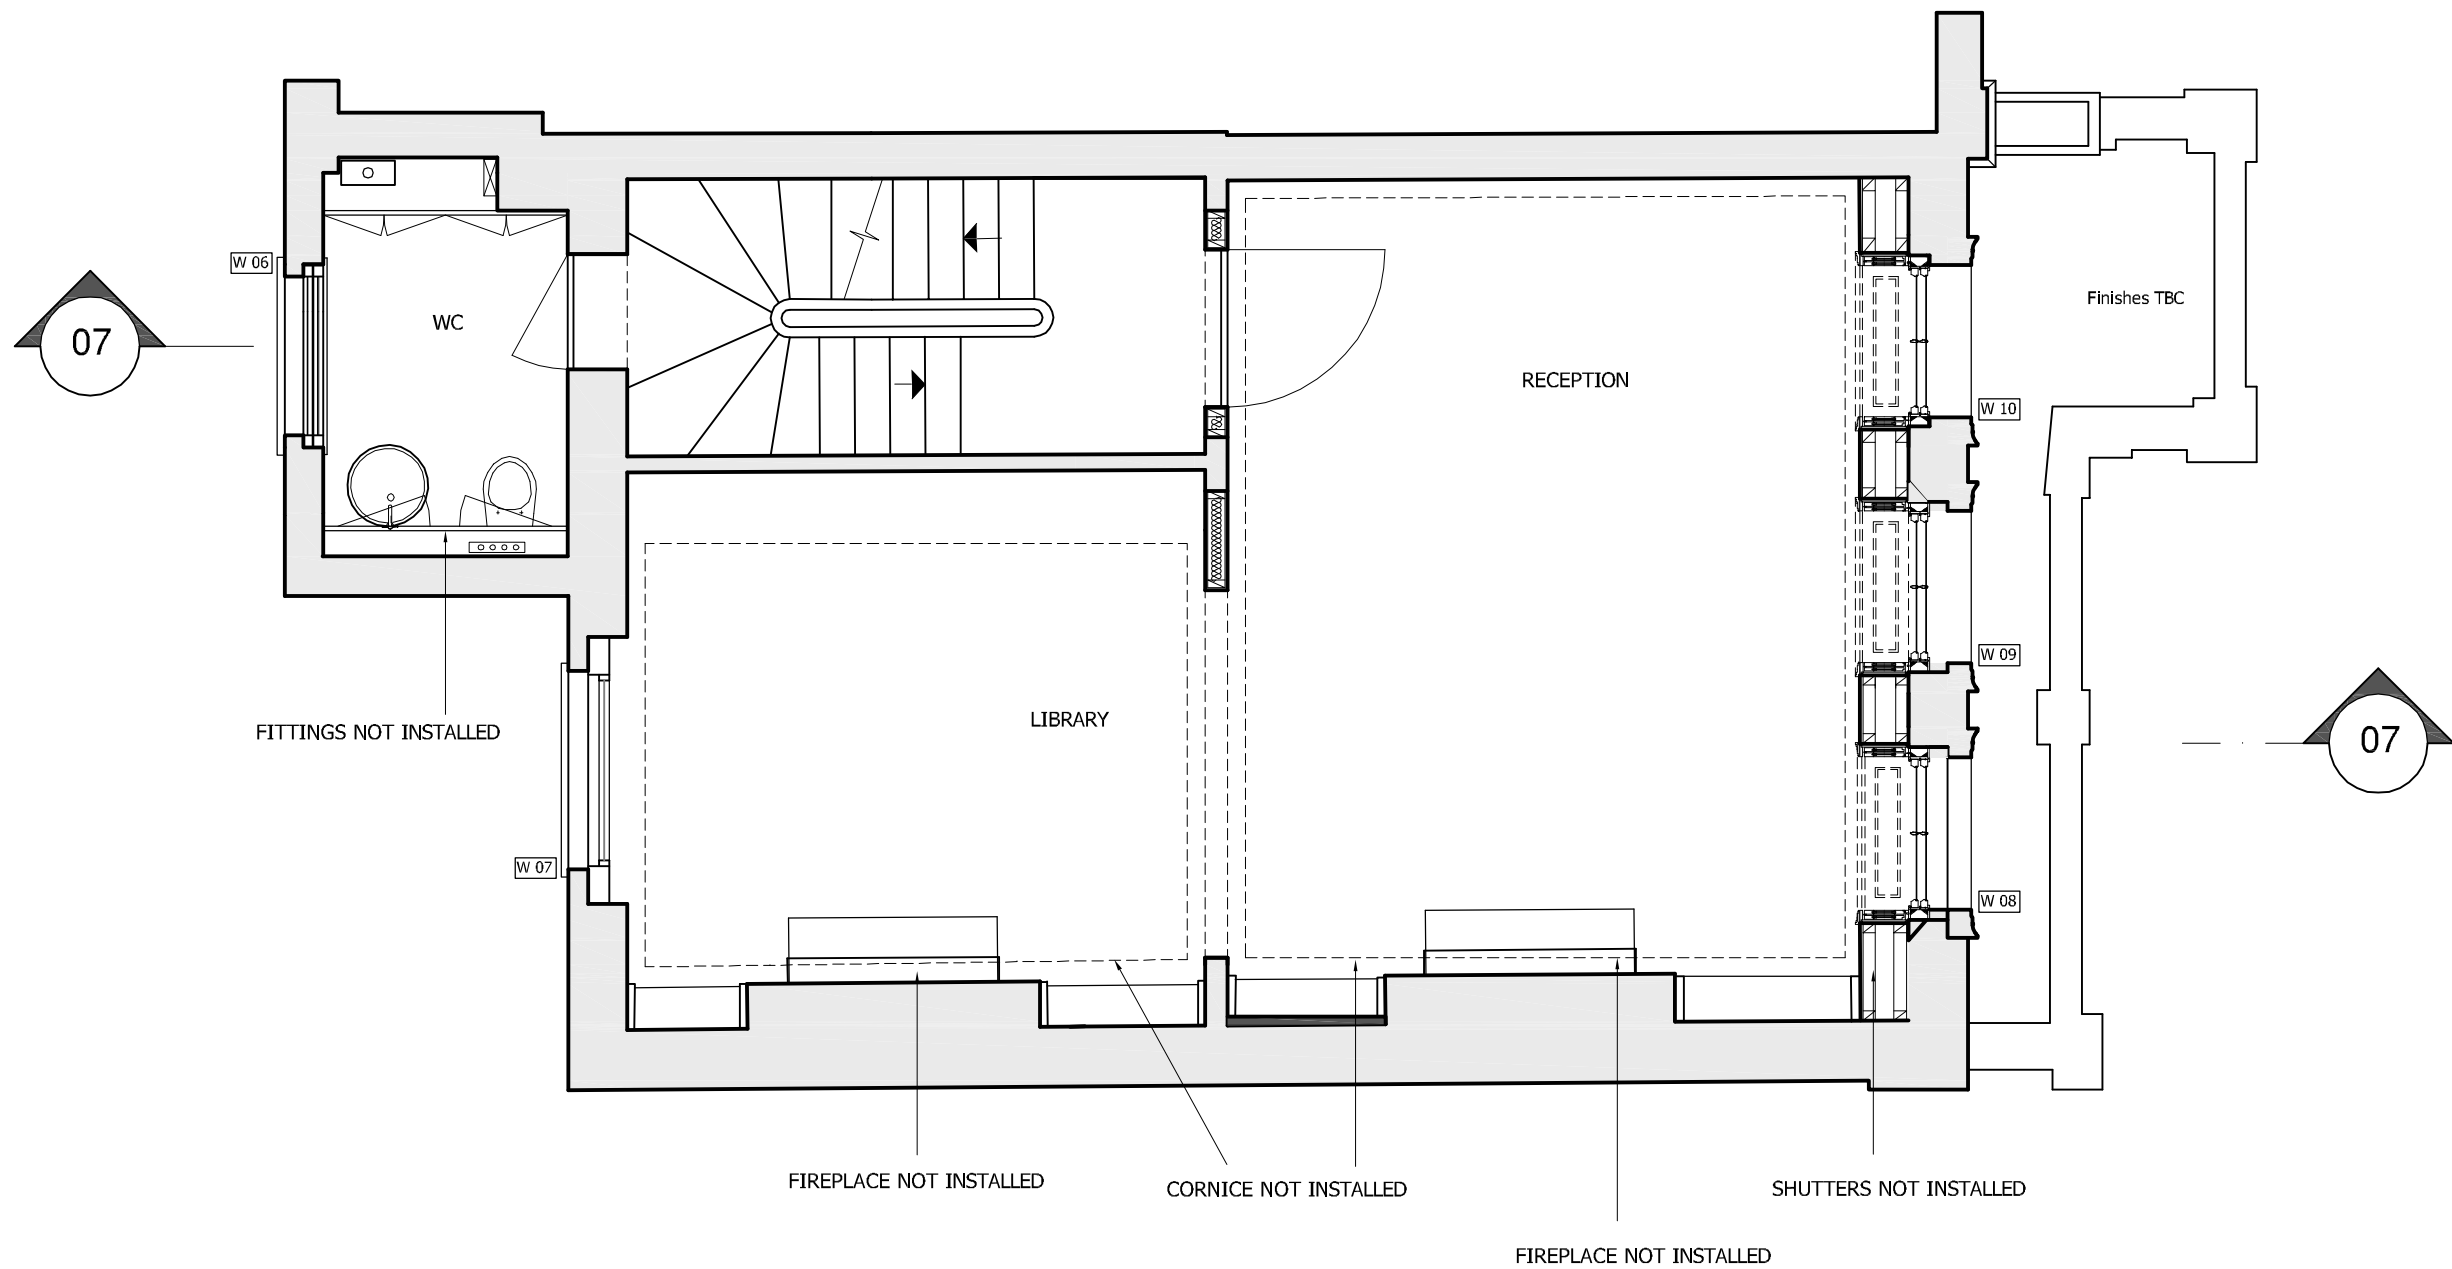 W 06
Finishes TBC
WC
07
RECEPTION
W 10
W 09
LIBRARY
FITTINGS NOT INSTALLED
07
W 07
W 08
FIREPLACE NOT INSTALLED
CORNICE NOT INSTALLED
SHUTTERS NOT INSTALLED
FIREPLACE NOT INSTALLED